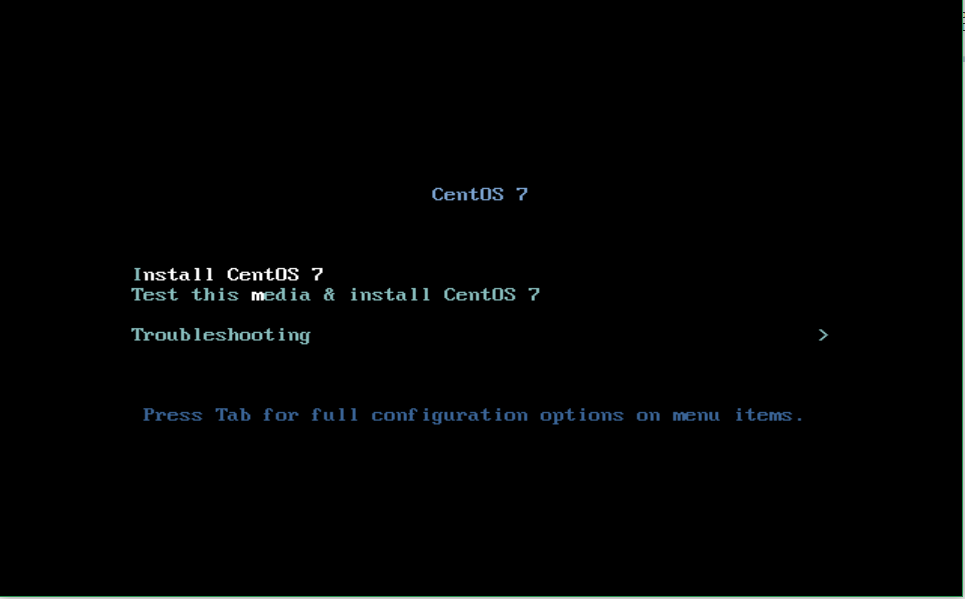 CentOS 7
Install CentOS 7
Test this media & install CentOS 7
Troubleshooting >
Press Tab for full configuration options on menu items.